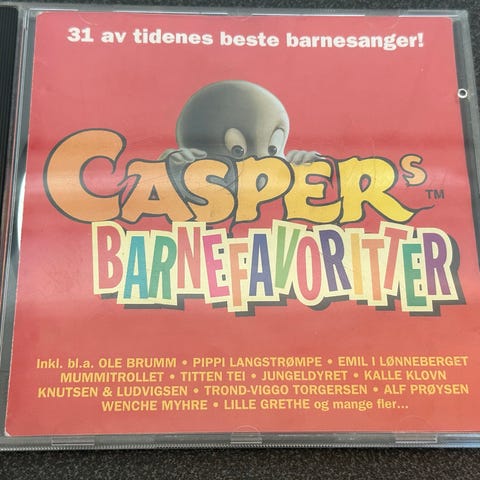 31 av tidenes beste barnesanger!
CASPERs™
BARNEFAVORITTER
Inkl. bl.a. OLE BRUMM • PIPPI LANGSTRØMPE • EMIL I LØNNEBERGET
MUMMITROLLET • TITTEN TEI • JUNGELDYRET • KALLE KLOVN
KNUTSEN & LUDVIGSEN • TROND-VIGGO TORGERSEN • ALF PRØYSEN
WENCHE MYHRE • LILLE GRETHE og mange fler...